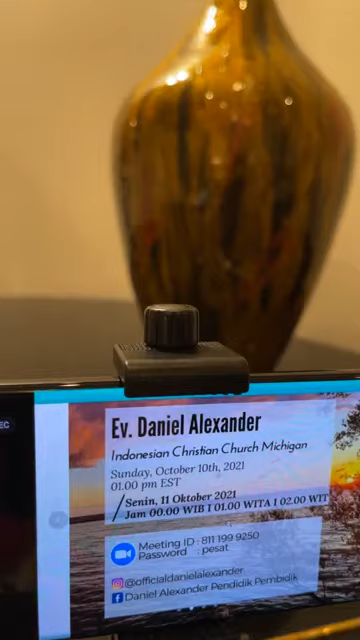 EC
Ev. Daniel Alexander
Indonesian Christian Church Michigan
Sunday, October 10th, 2021
01.00 pm EST
Senin, 11 Oktober 2021
Jam 00.00 WIB I 01.00 WITA I 02.00 WIT
Meeting ID : 811 199 9250
Password : pesat
@officialdanielalexander
Daniel Alexander Pendidik Pembidik